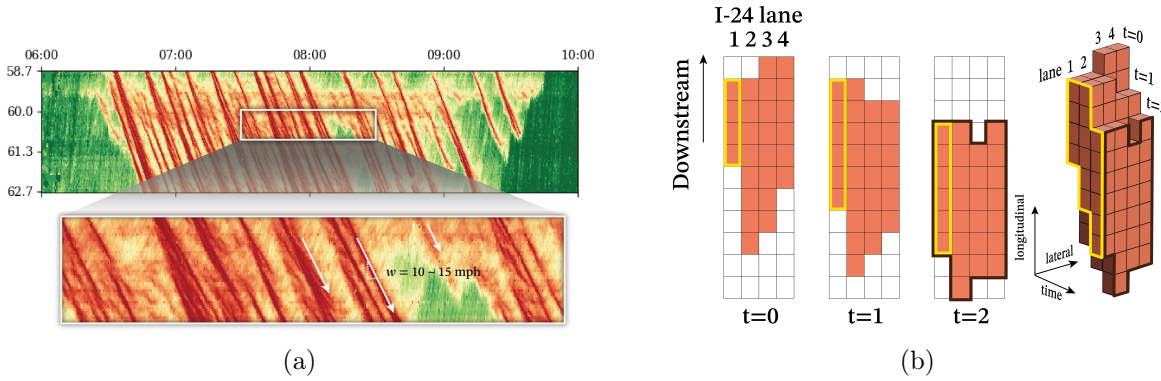 06:00 07:00 08:00 09:00 10:00
58.7
60.0
61.3
62.7
w = 10 ~ 15 mph
(a)
I-24 lane
1 2 3 4
Downstream
t=0
t=1
t=2
lane 1 2
3 4 t=0
t=1
t=
longitudinal
lateral
time
(b)